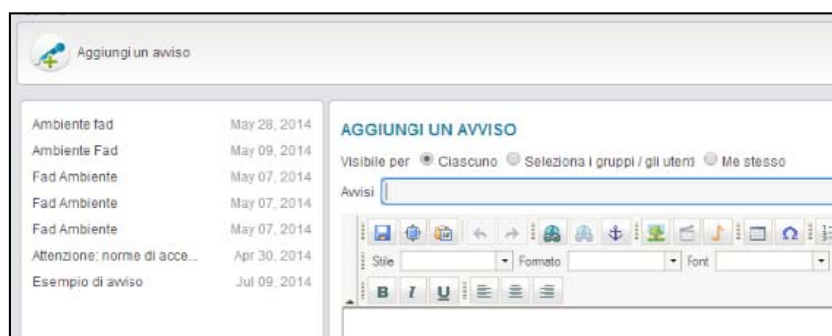 Aggiungi un avviso
Ambiente fad May 28, 2014
Ambiente Fad May 09, 2014
Fad Ambiente May 07, 2014
Fad Ambiente May 07, 2014
Fad Ambiente May 07, 2014
Attenzione: norme di acce... Apr 30, 2014
Esempio di avviso Jul 09, 2014
AGGIUNGI UN AVVISO
Visibile per Ciascuno Seleziona i gruppi / gli utenti Me stesso
Avvisi
Stile Formato Font
B I U